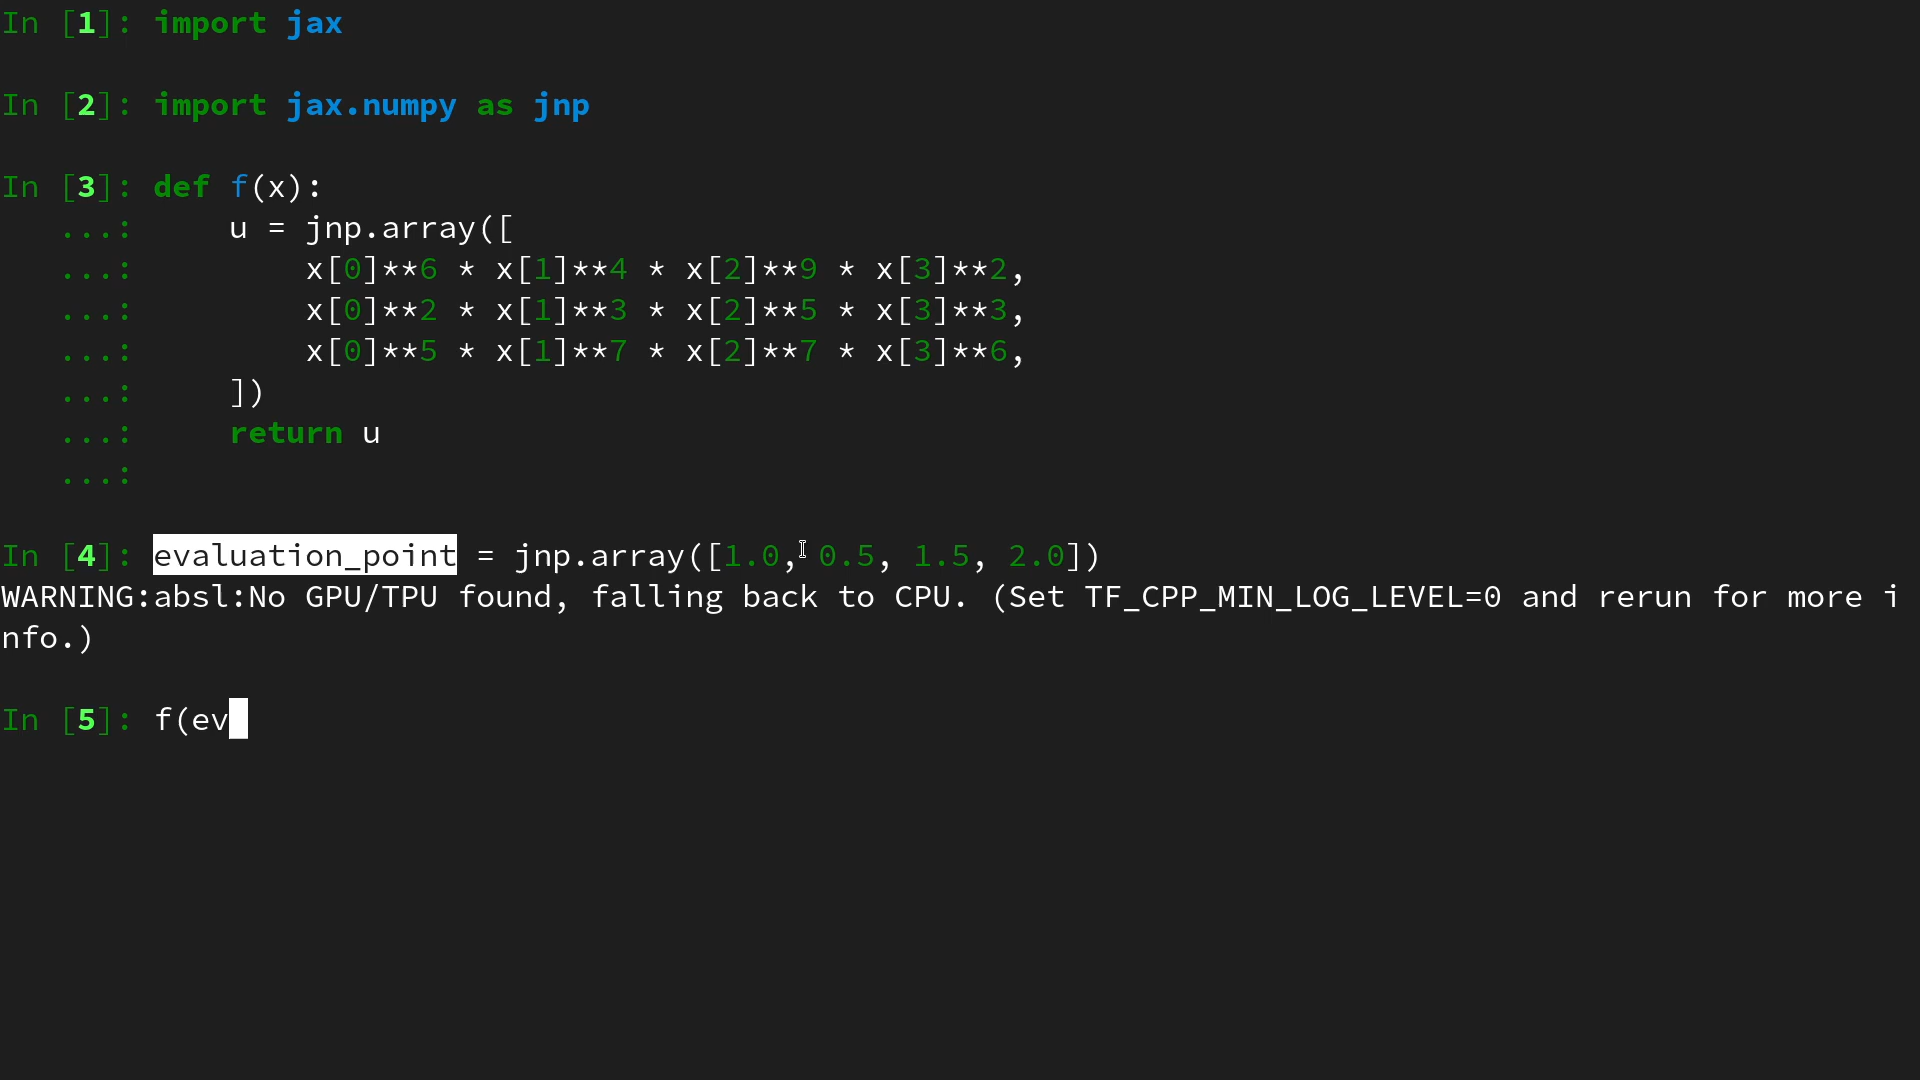 In [1]: import jax
In [2]: import jax.numpy as jnp
In [3]: def f(x):
   ...:     u = jnp.array([
   ...:         x[0]**6 * x[1]**4 * x[2]**9 * x[3]**2,
   ...:         x[0]**2 * x[1]**3 * x[2]**5 * x[3]**3,
   ...:         x[0]**5 * x[1]**7 * x[2]**7 * x[3]**6,
   ...:     ])
   ...:     return u
   ...:
In [4]: evaluation_point = jnp.array([1.0, 0.5, 1.5, 2.0])
WARNING:absl:No GPU/TPU found, falling back to CPU. (Set TF_CPP_MIN_LOG_LEVEL=0 and rerun for more i
nfo.)
In [5]: f(ev